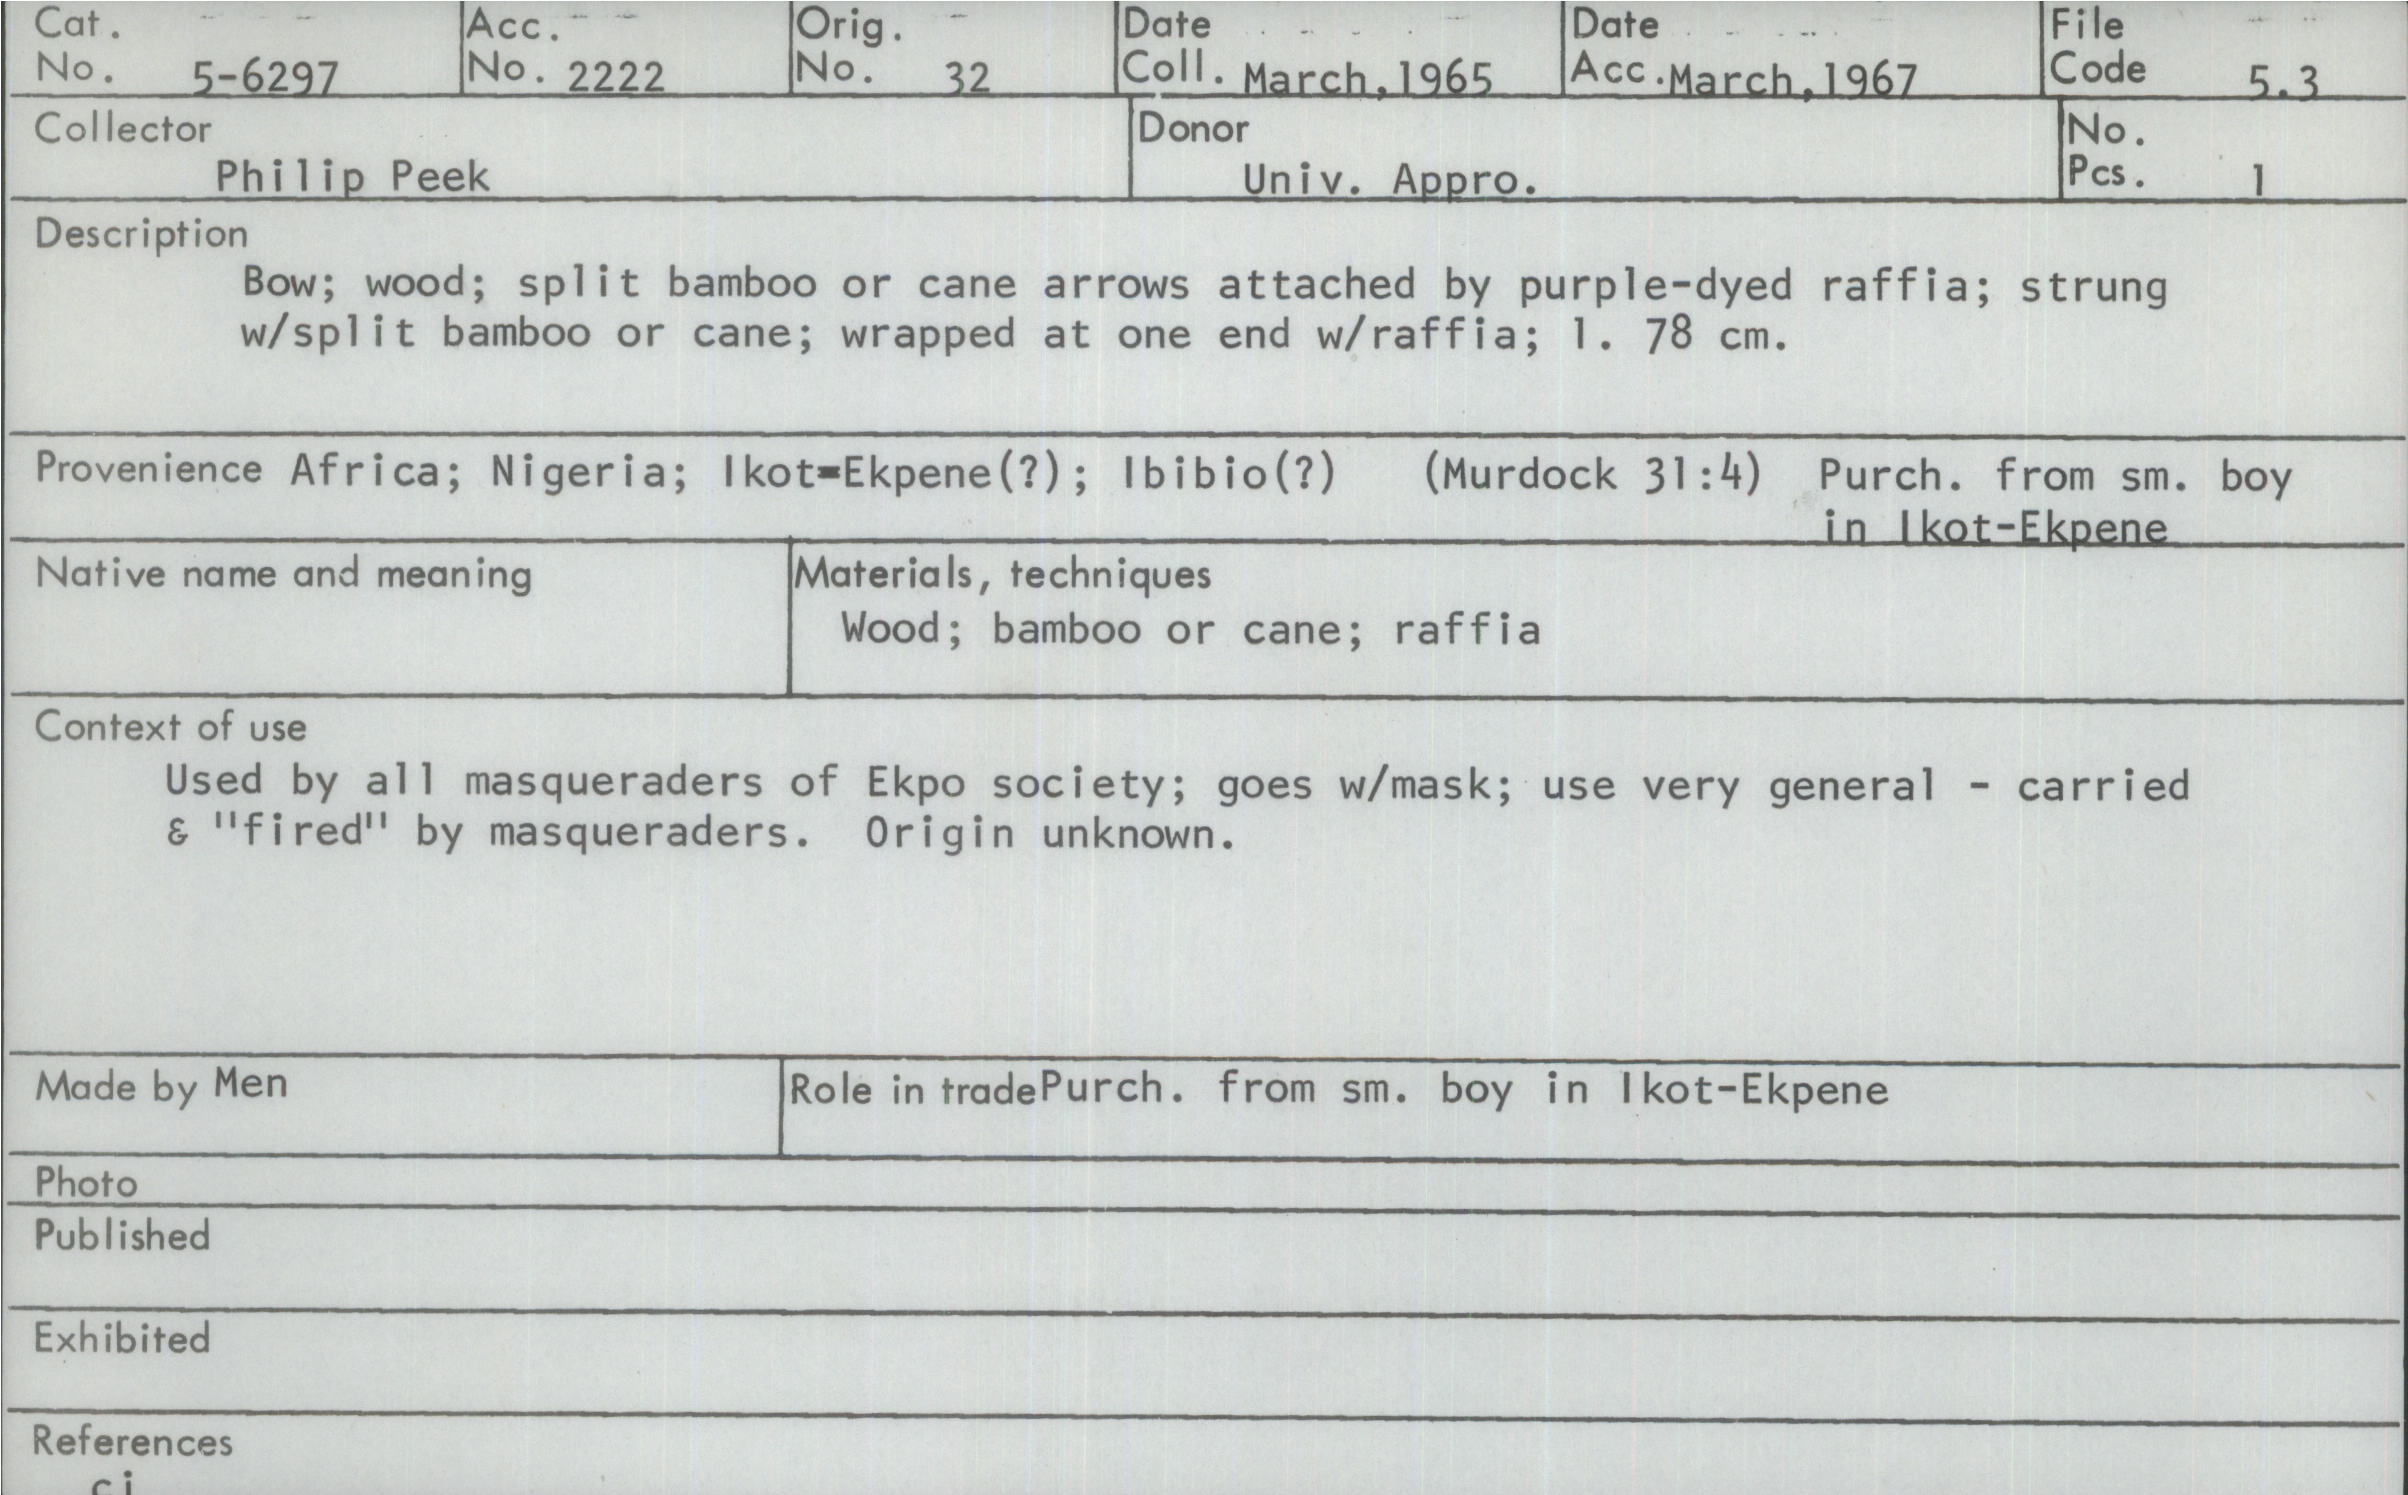 Cat. No. 5-6297
Acc. No. 2222
Orig. No. 32
Date Coll. March, 1965
Date Acc. March, 1967
File Code 5.3
Collector
Philip Peek
Donor
Univ. Appro.
No. Pcs. 1
Description
Bow; wood; split bamboo or cane arrows attached by purple-dyed raffia; strung
w/split bamboo or cane; wrapped at one end w/raffia; l. 78 cm.
Provenience Africa; Nigeria; Ikot-Ekpene(?); Ibibio(?) (Murdock 31:4) Purch. from sm. boy
in Ikot-Ekpene
Native name and meaning
Materials, techniques
Wood; bamboo or cane; raffia
Context of use
Used by all masqueraders of Ekpo society; goes w/mask; use very general - carried
& "fired" by masqueraders. Origin unknown.
Made by Men
Role in trade Purch. from sm. boy in Ikot-Ekpene
Photo
Published
Exhibited
References
cj